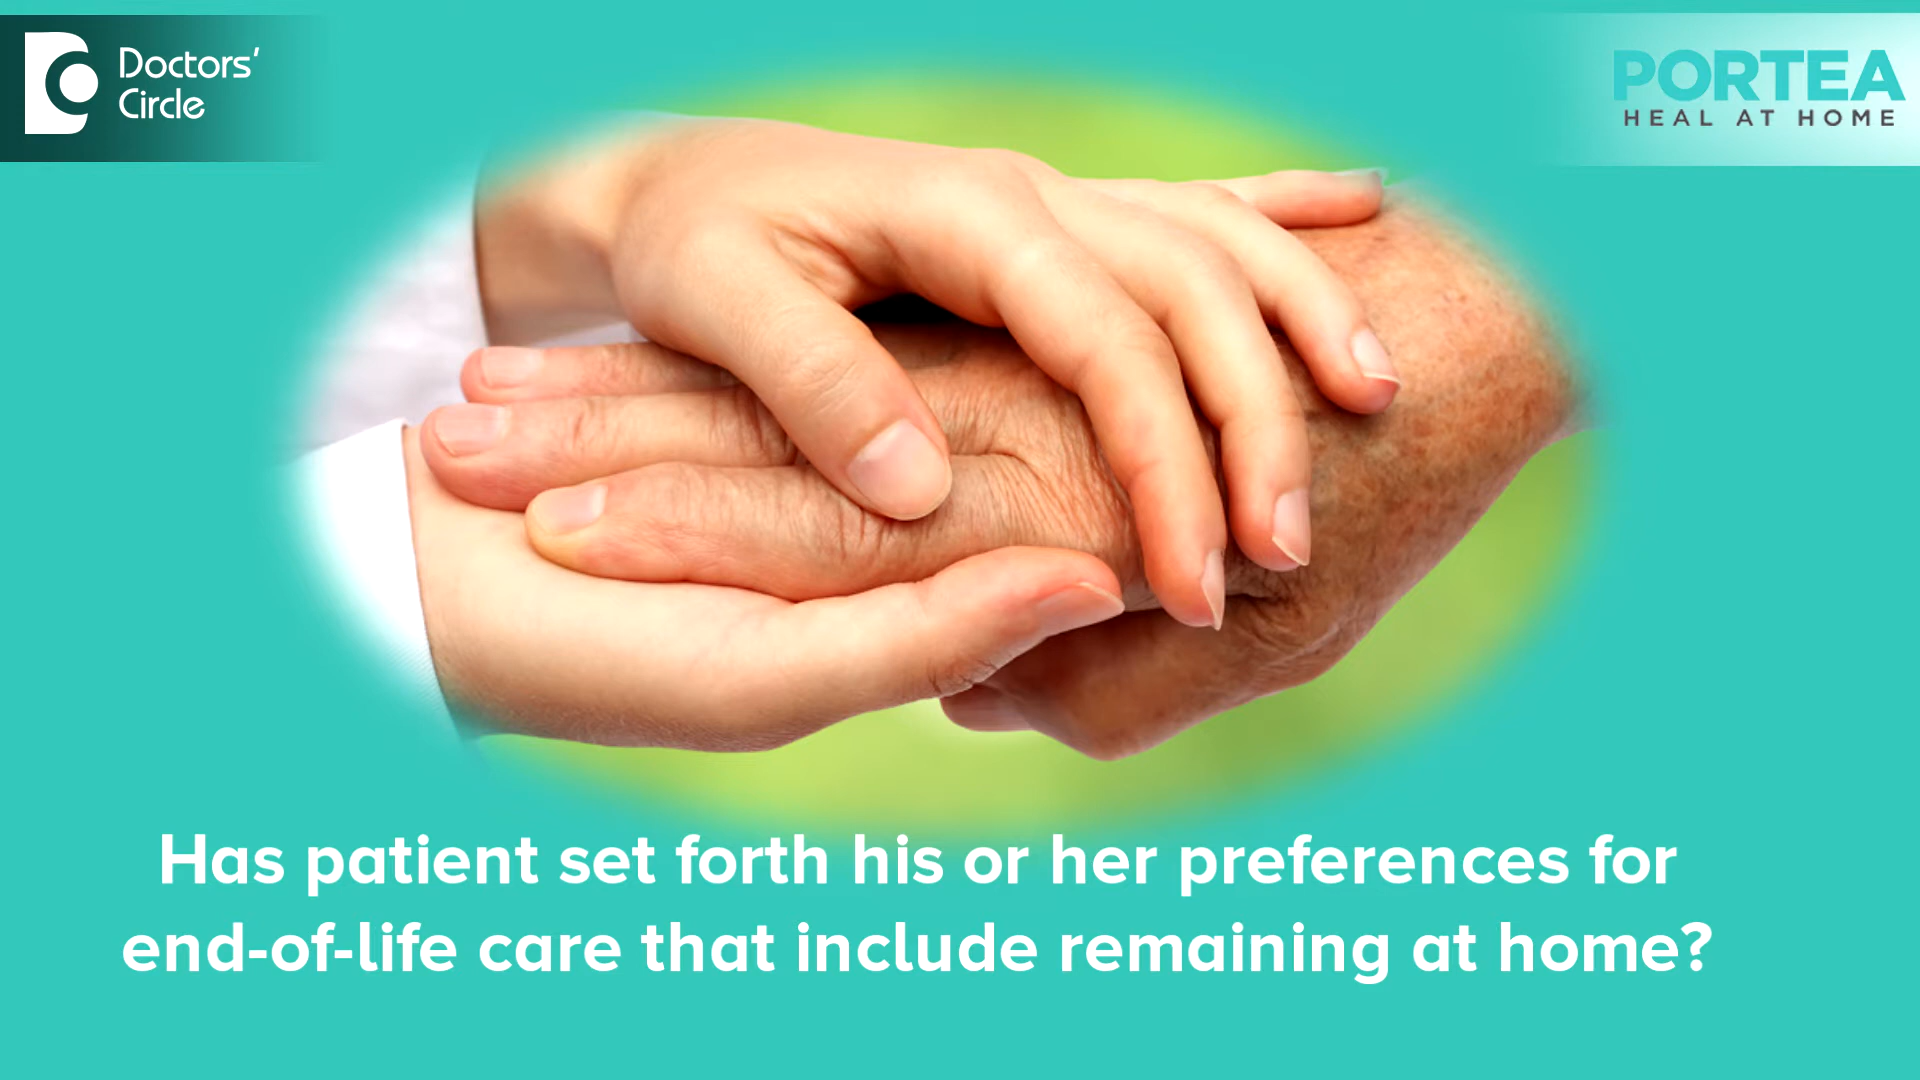 Doctors'
Circle
PORTEA
HEAL AT HOME
Has patient set forth his or her preferences for
end-of-life care that include remaining at home?